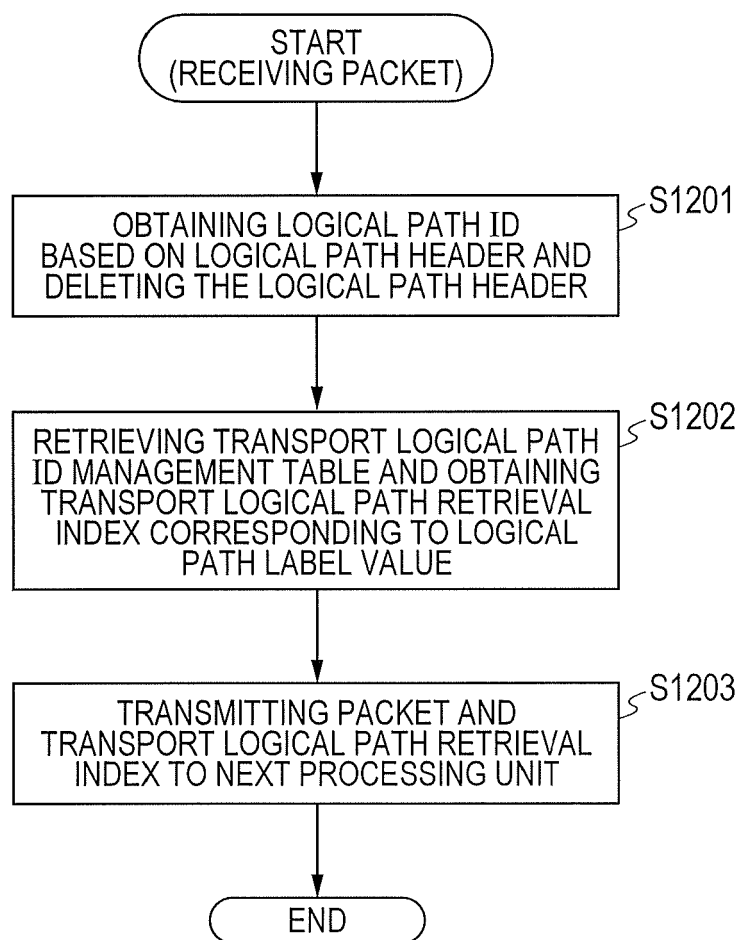 START
(RECEIVING PACKET)
S1201
OBTAINING LOGICAL PATH ID
BASED ON LOGICAL PATH HEADER AND
DELETING THE LOGICAL PATH HEADER
S1202
RETRIEVING TRANSPORT LOGICAL PATH
ID MANAGEMENT TABLE AND OBTAINING
TRANSPORT LOGICAL PATH RETRIEVAL
INDEX CORRESPONDING TO LOGICAL
PATH LABEL VALUE
S1203
TRANSMITTING PACKET AND
TRANSPORT LOGICAL PATH RETRIEVAL
INDEX TO NEXT PROCESSING UNIT
END